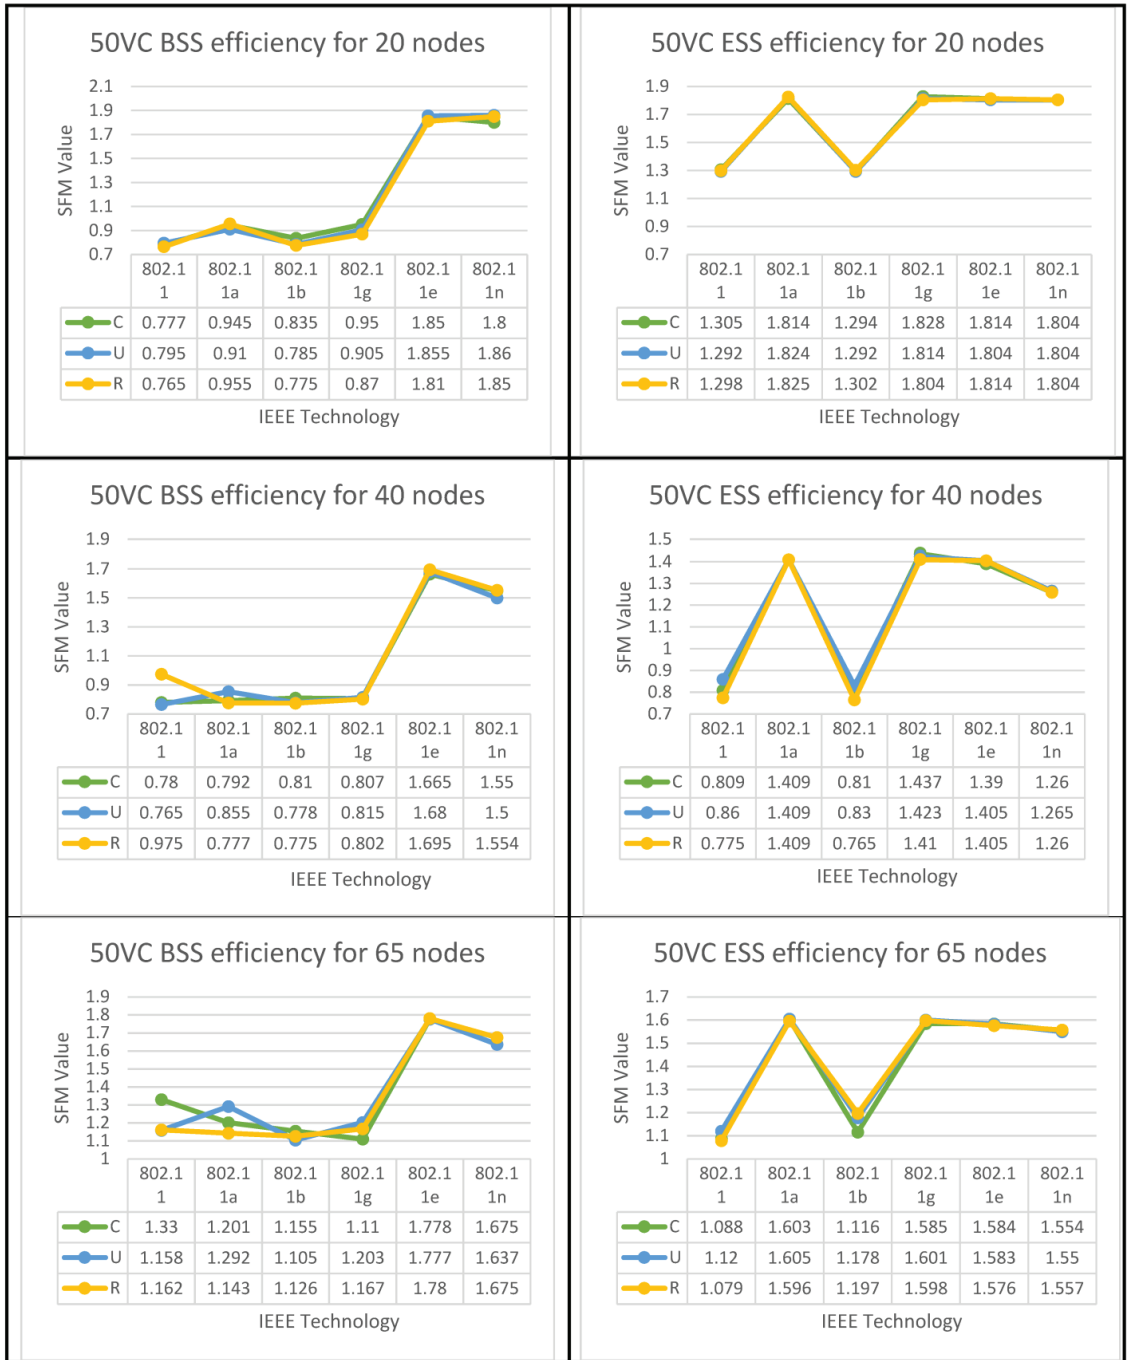 50VC BSS efficiency for 20 nodes
SFM Value
2.1
1.9
1.7
1.5
1.3
1.1
0.9
0.7
802.1 802.1 802.1 802.1 802.1 802.1
1 1a 1b 1g 1e 1n
C 0.777 0.945 0.835 0.95 1.85 1.8
U 0.795 0.91 0.785 0.905 1.855 1.86
R 0.765 0.955 0.775 0.87 1.81 1.85
IEEE Technology
50VC ESS efficiency for 20 nodes
SFM Value
1.9
1.7
1.5
1.3
1.1
0.9
0.7
802.1 802.1 802.1 802.1 802.1 802.1
1 1a 1b 1g 1e 1n
C 1.305 1.814 1.294 1.828 1.814 1.804
U 1.292 1.824 1.292 1.814 1.804 1.804
R 1.298 1.825 1.302 1.804 1.814 1.804
IEEE Technology
50VC BSS efficiency for 40 nodes
SFM Value
1.9
1.7
1.5
1.3
1.1
0.9
0.7
802.1 802.1 802.1 802.1 802.1 802.1
1 1a 1b 1g 1e 1n
C 0.78 0.792 0.81 0.807 1.665 1.55
U 0.765 0.855 0.778 0.815 1.68 1.5
R 0.975 0.777 0.775 0.802 1.695 1.554
IEEE Technology
50VC ESS efficiency for 40 nodes
SFM Value
1.5
1.4
1.3
1.2
1.1
1
0.9
0.8
0.7
802.1 802.1 802.1 802.1 802.1 802.1
1 1a 1b 1g 1e 1n
C 0.809 1.409 0.81 1.437 1.39 1.26
U 0.86 1.409 0.83 1.423 1.405 1.265
R 0.775 1.409 0.765 1.41 1.405 1.26
IEEE Technology
50VC BSS efficiency for 65 nodes
SFM Value
1.9
1.8
1.7
1.6
1.5
1.4
1.3
1.2
1.1
1
802.1 802.1 802.1 802.1 802.1 802.1
1 1a 1b 1g 1e 1n
C 1.33 1.201 1.155 1.11 1.778 1.675
U 1.158 1.292 1.105 1.203 1.777 1.637
R 1.162 1.143 1.126 1.167 1.78 1.675
IEEE Technology
50VC ESS efficiency for 65 nodes
SFM Value
1.7
1.6
1.5
1.4
1.3
1.2
1.1
1
802.1 802.1 802.1 802.1 802.1 802.1
1 1a 1b 1g 1e 1n
C 1.088 1.603 1.116 1.585 1.584 1.554
U 1.12 1.605 1.178 1.601 1.583 1.55
R 1.079 1.596 1.197 1.598 1.576 1.557
IEEE Technology